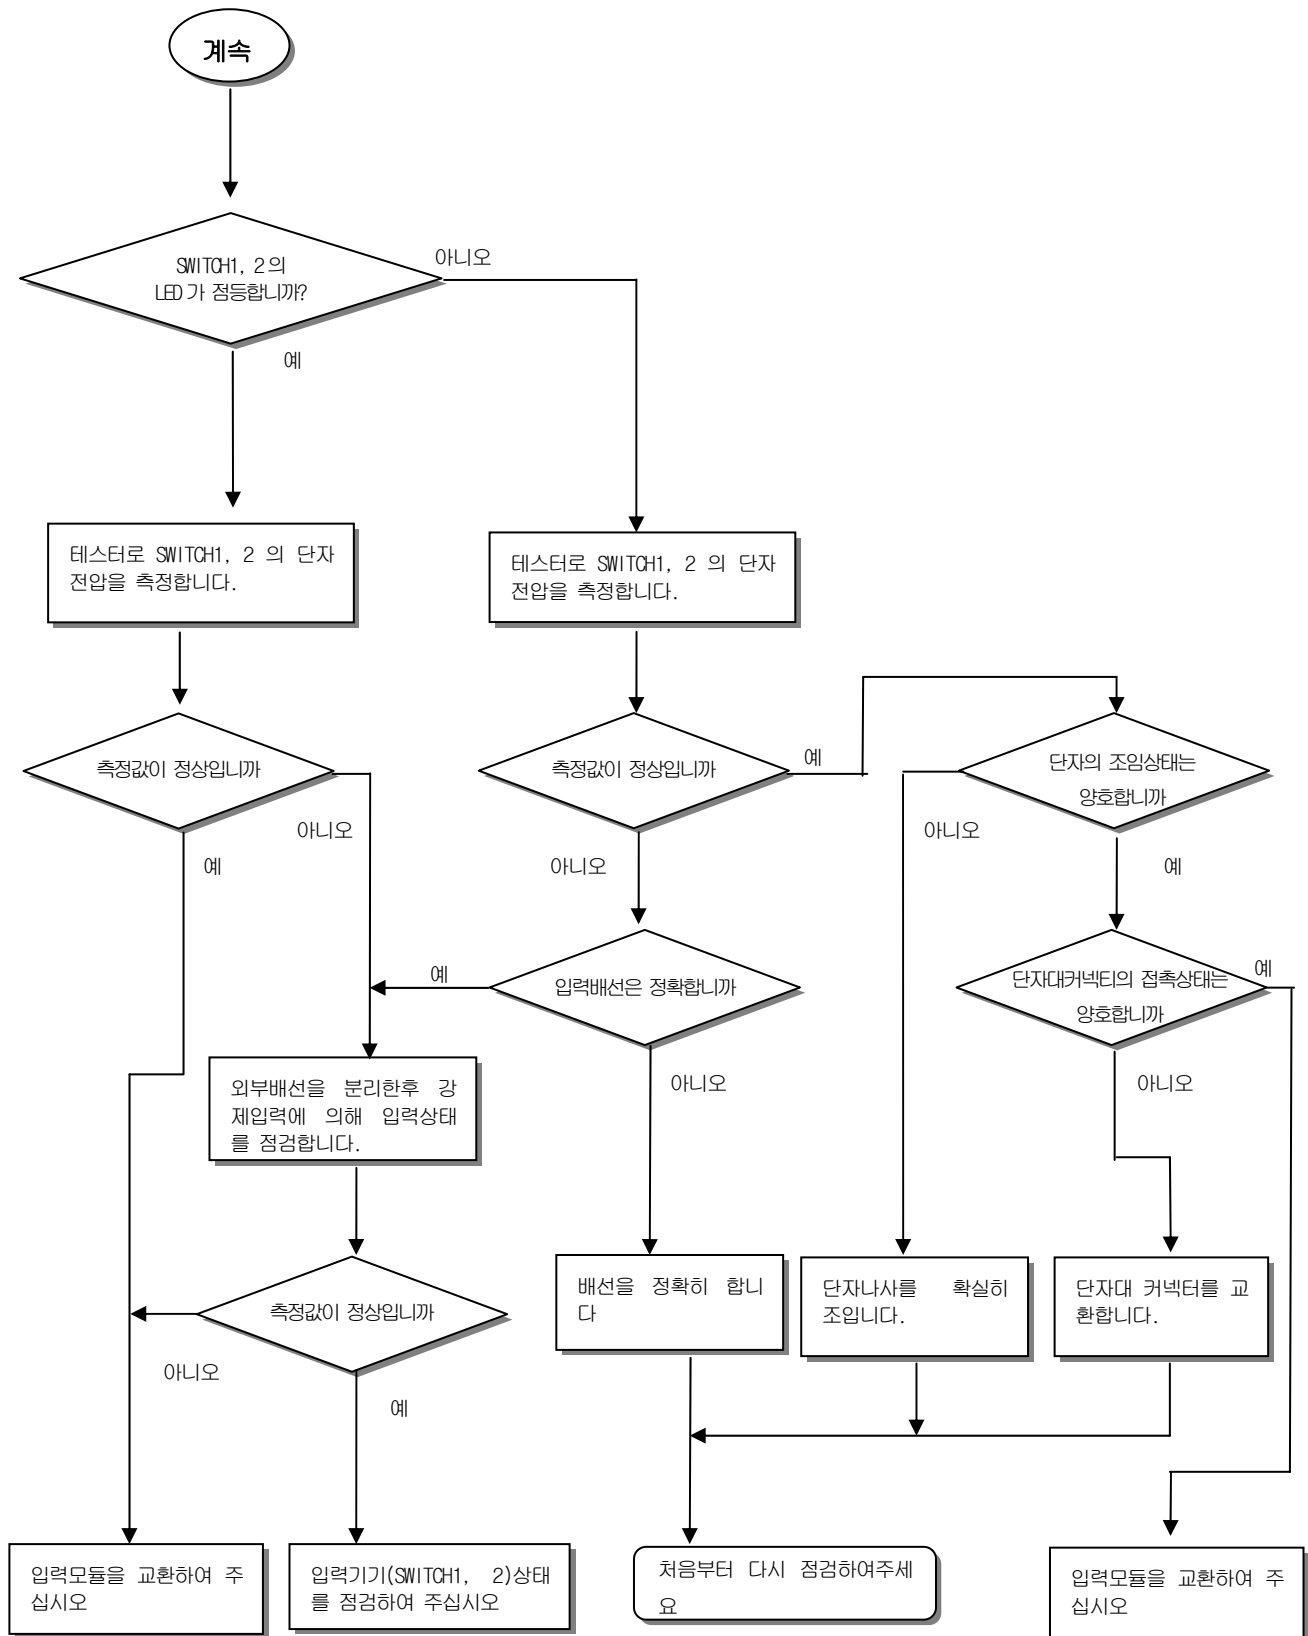 계속
SWITCH1, 2의
LED가 점등합니까?
아니오
예
테스터로 SWITCH1, 2 의 단자
전압을 측정합니다.
테스터로 SWITCH1, 2 의 단자
전압을 측정합니다.
측정값이 정상입니까
아니오
예
측정값이 정상입니까
예
아니오
단자의 조임상태는
양호합니까
아니오
예
입력배선은 정확합니까
예
아니오
단자대커넥티의 접촉상태는
양호합니까
예
아니오
외부배선을 분리한후 강
제입력에 의해 입력상태
를 점검합니다.
측정값이 정상입니까
아니오
예
배선을 정확히 합니
다
단자나사를 확실히
조입니다.
단자대 커넥터를 교
환합니다.
입력모듈을 교환하여 주
십시오
입력기기(SWITCH1, 2)상태
를 점검하여 주십시오
처음부터 다시 점검하여주세
요
입력모듈을 교환하여 주
십시오